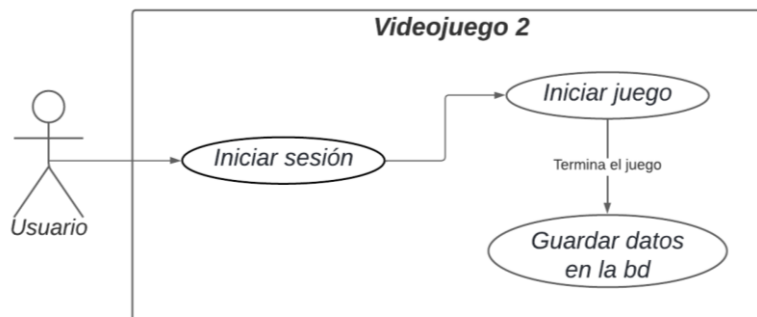 Videojuego 2
Iniciar juego
Iniciar sesión
Termina el juego
Usuario
Guardar datos
en la bd